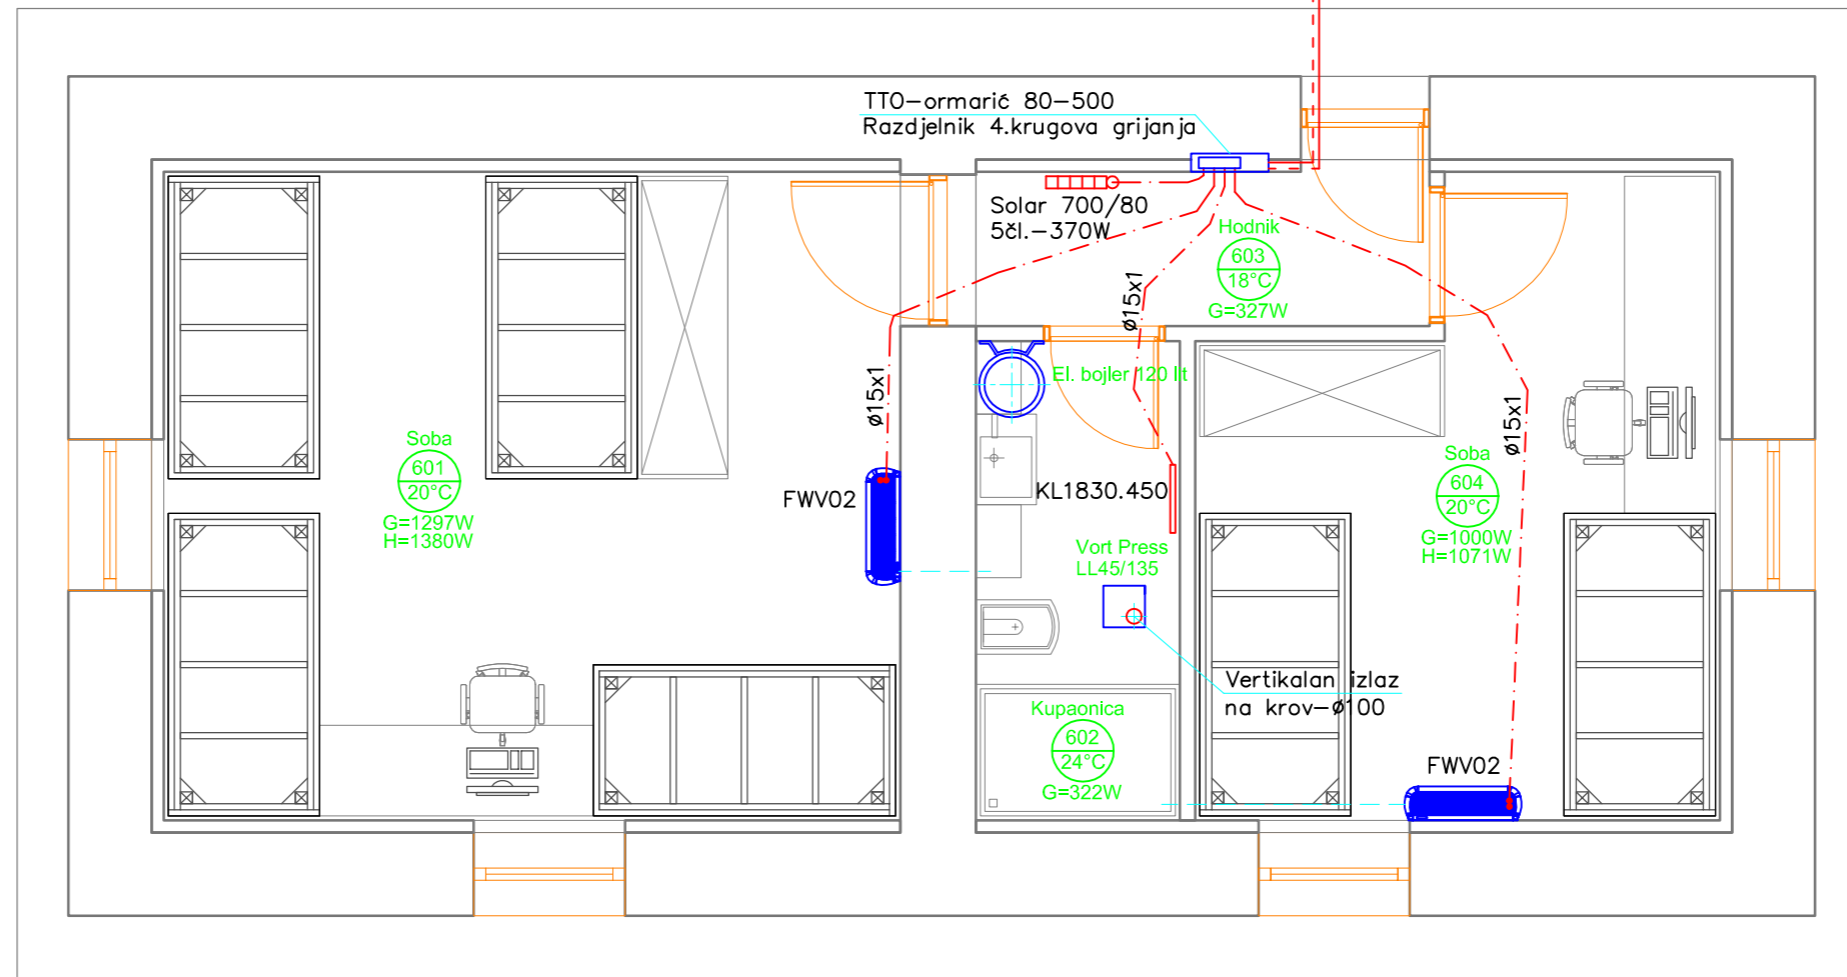 TTO-ormarić 80-500
Razdjelnik 4.krugova grijanja
Solar 700/80
5čl.-370W
Hodnik
603
18°C
G=327W
ø15x1
ø15x1
ø15x1
El. bojler 120 lit
Soba
601
20°C
G=1297W
H=1380W
FWV02
KL1830.450
Soba
604
20°C
G=1000W
H=1071W
Vort Press
LL45/135
Vertikalan izlaz
na krov-ø100
Kupaonica
602
24°C
G=322W
FWV02